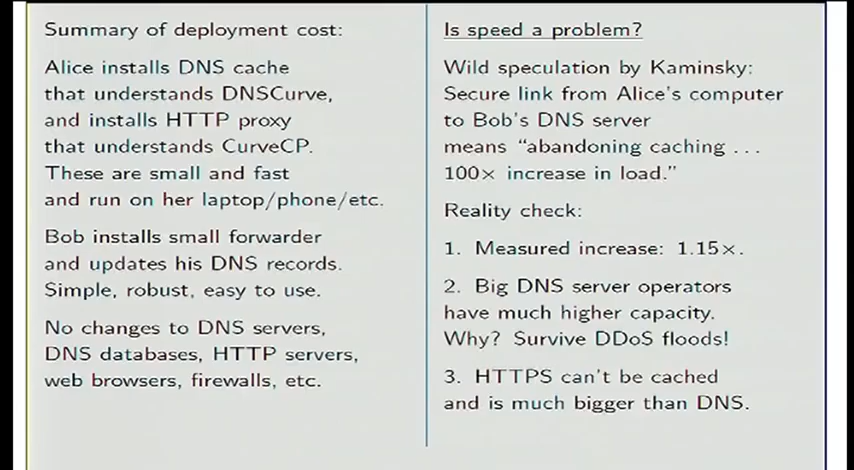 Summary of deployment cost:
Alice installs DNS cache
that understands DNSCurve,
and installs HTTP proxy
that understands CurveCP.
These are small and fast
and run on her laptop/phone/etc.
Bob installs small forwarder
and updates his DNS records.
Simple, robust, easy to use.
No changes to DNS servers,
DNS databases, HTTP servers,
web browsers, firewalls, etc.
Is speed a problem?
Wild speculation by Kaminsky:
Secure link from Alice's computer
to Bob's DNS server
means “abandoning caching ...
100× increase in load.”
Reality check:
1. Measured increase: 1.15×.
2. Big DNS server operators
have much higher capacity.
Why? Survive DDoS floods!
3. HTTPS can't be cached
and is much bigger than DNS.